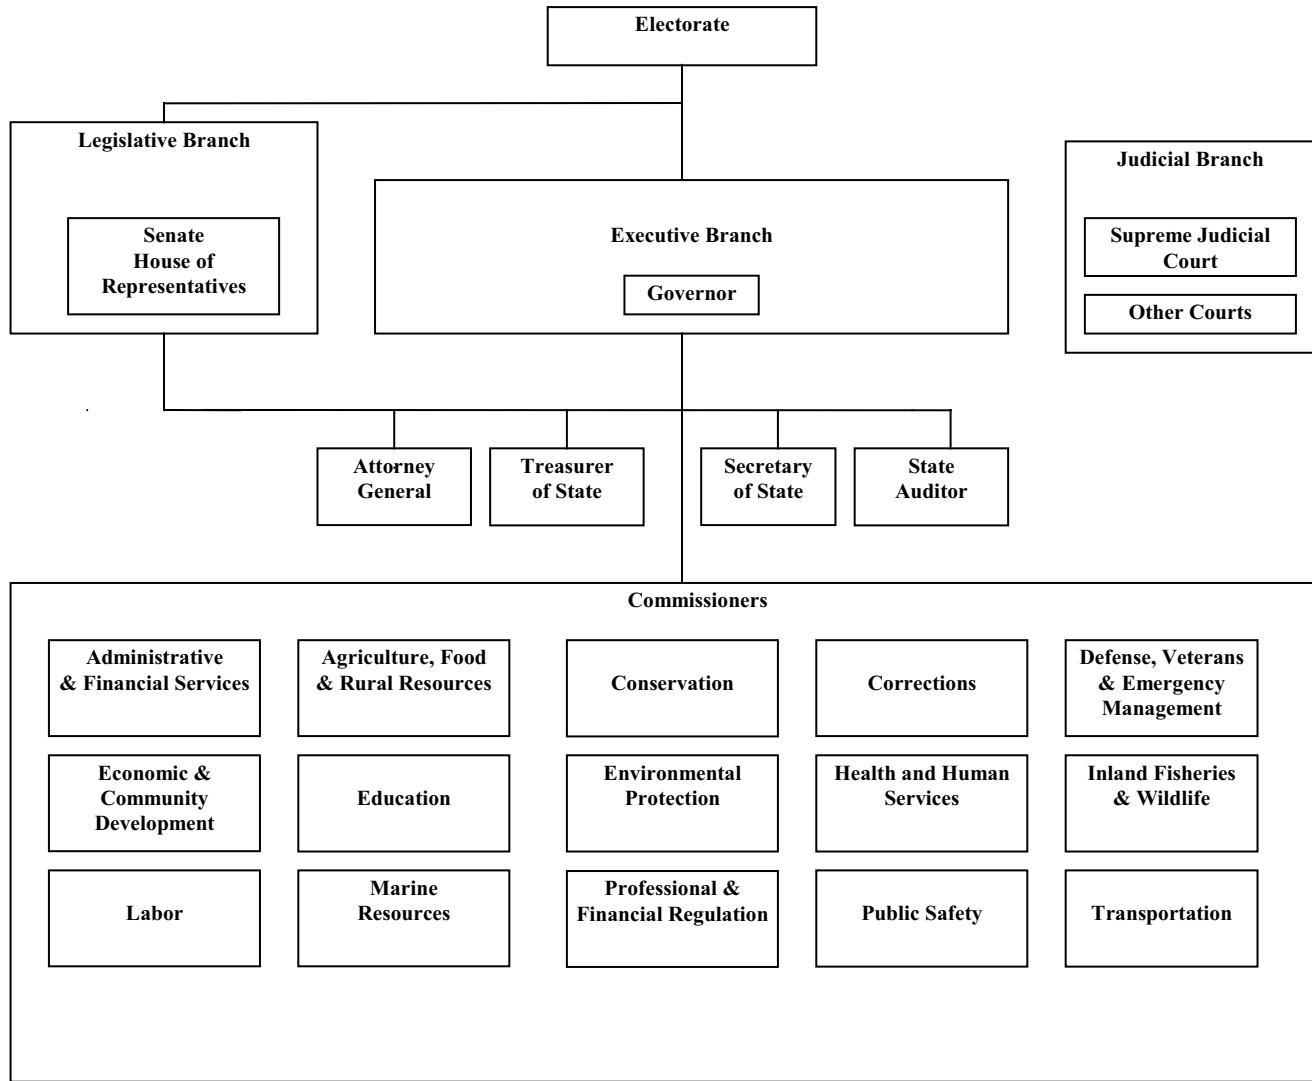 Electorate
Legislative Branch
Senate
House of
Representatives
Executive Branch
Governor
Judicial Branch
Supreme Judicial
Court
Other Courts
Attorney
General
Treasurer
of State
Secretary
of State
State
Auditor
Commissioners
Administrative
& Financial Services
Agriculture, Food
& Rural Resources
Conservation
Corrections
Defense, Veterans
& Emergency
Management
Economic &
Community
Development
Education
Environmental
Protection
Health and Human
Services
Inland Fisheries
& Wildlife
Labor
Marine
Resources
Professional &
Financial Regulation
Public Safety
Transportation